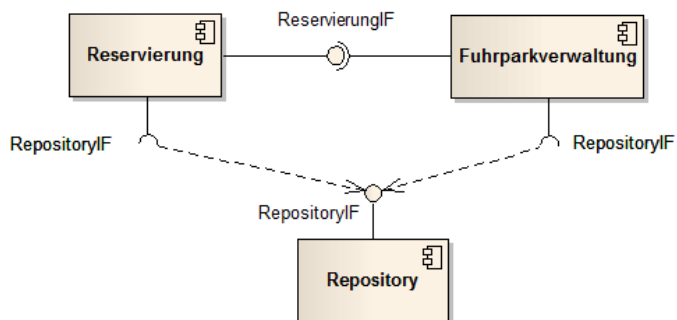 ReservierungIF
Reservierung
Fuhrparkverwaltung
RepositoryIF
RepositoryIF
RepositoryIF
Repository